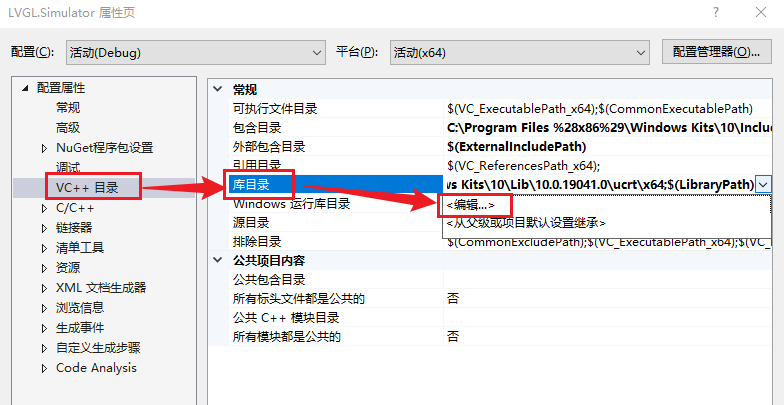 LVGL.Simulator 属性页
配置(C): 活动(Debug) 平台(P): 活动(x64) 配置管理器(O)...
配置属性
常规
高级
NuGet程序包设置
调试
VC++ 目录
C/C++
链接器
清单工具
资源
XML 文档生成器
浏览信息
生成事件
自定义生成步骤
Code Analysis
常规
可执行文件目录 $(VC_ExecutablePath_x64);$(CommonExecutablePath)
包含目录 C:\Program Files %28x86%29\Windows Kits\10\Inclu
外部包含目录 $(ExternalIncludePath)
引用目录 $(VC_ReferencesPath_x64);
库目录 vs Kits\10\Lib\10.0.19041.0\ucrt\x64;$(LibraryPath)
<编辑...>
Windows 运行库目录
<从父级或项目默认设置继承>
源目录
排除目录 $(CommonExcludePath);$(VC_ExecutablePath_x64);$(VC_
公共项目内容
公共包含目录
所有标头文件都是公共的 否
公共 C++ 模块目录
所有模块都是公共的 否